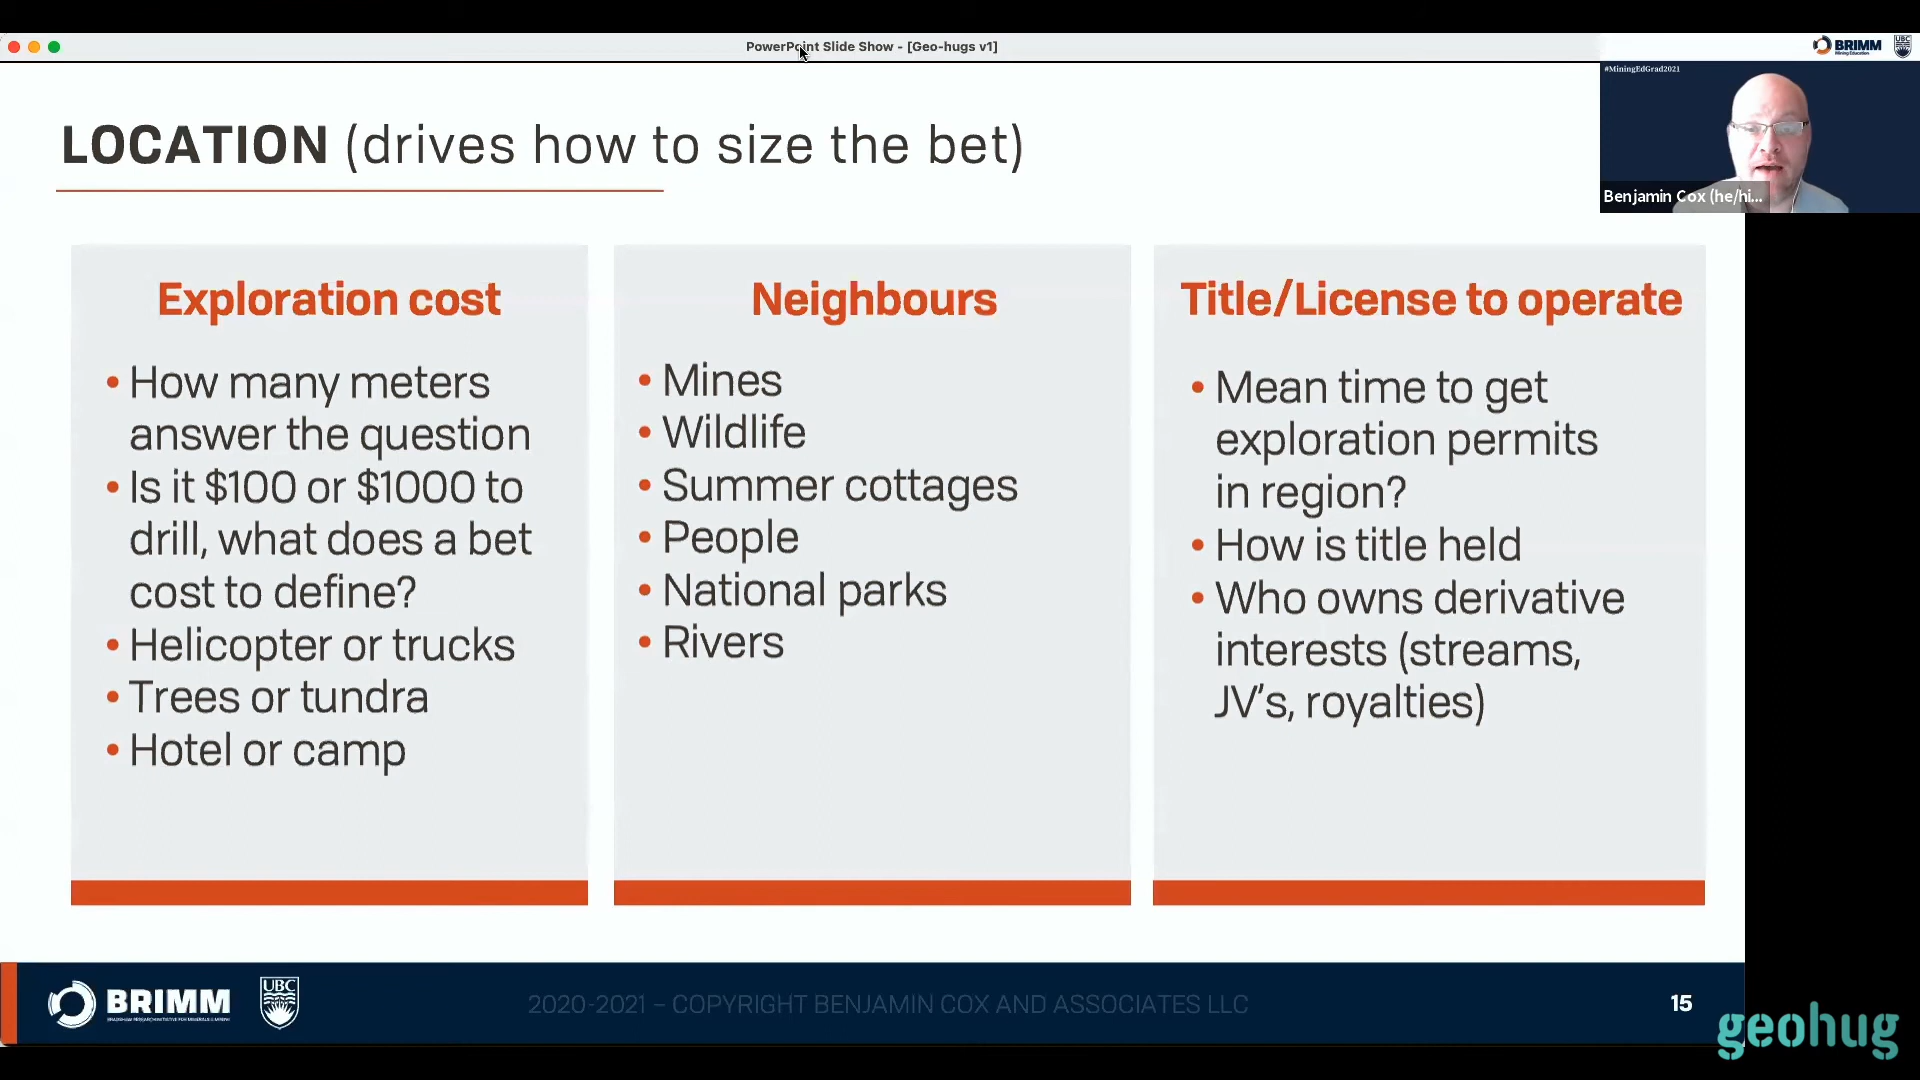 PowerPoint Slide Show - [Geo-hugs v1]
BRIMM
Mining Education
UBC
#MiningEdGrad2021
Benjamin Cox (he/hi...
LOCATION (drives how to size the bet)
Exploration cost
• How many meters
answer the question
• Is it $100 or $1000 to
drill, what does a bet
cost to define?
• Helicopter or trucks
• Trees or tundra
• Hotel or camp
Neighbours
• Mines
• Wildlife
• Summer cottages
• People
• National parks
• Rivers
Title/License to operate
• Mean time to get
exploration permits
in region?
• How is title held
• Who owns derivative
interests (streams,
JV's, royalties)
BRIMM
UBC
2020-2021 – COPYRIGHT BENJAMIN COX AND ASSOCIATES LLC
15
geohug